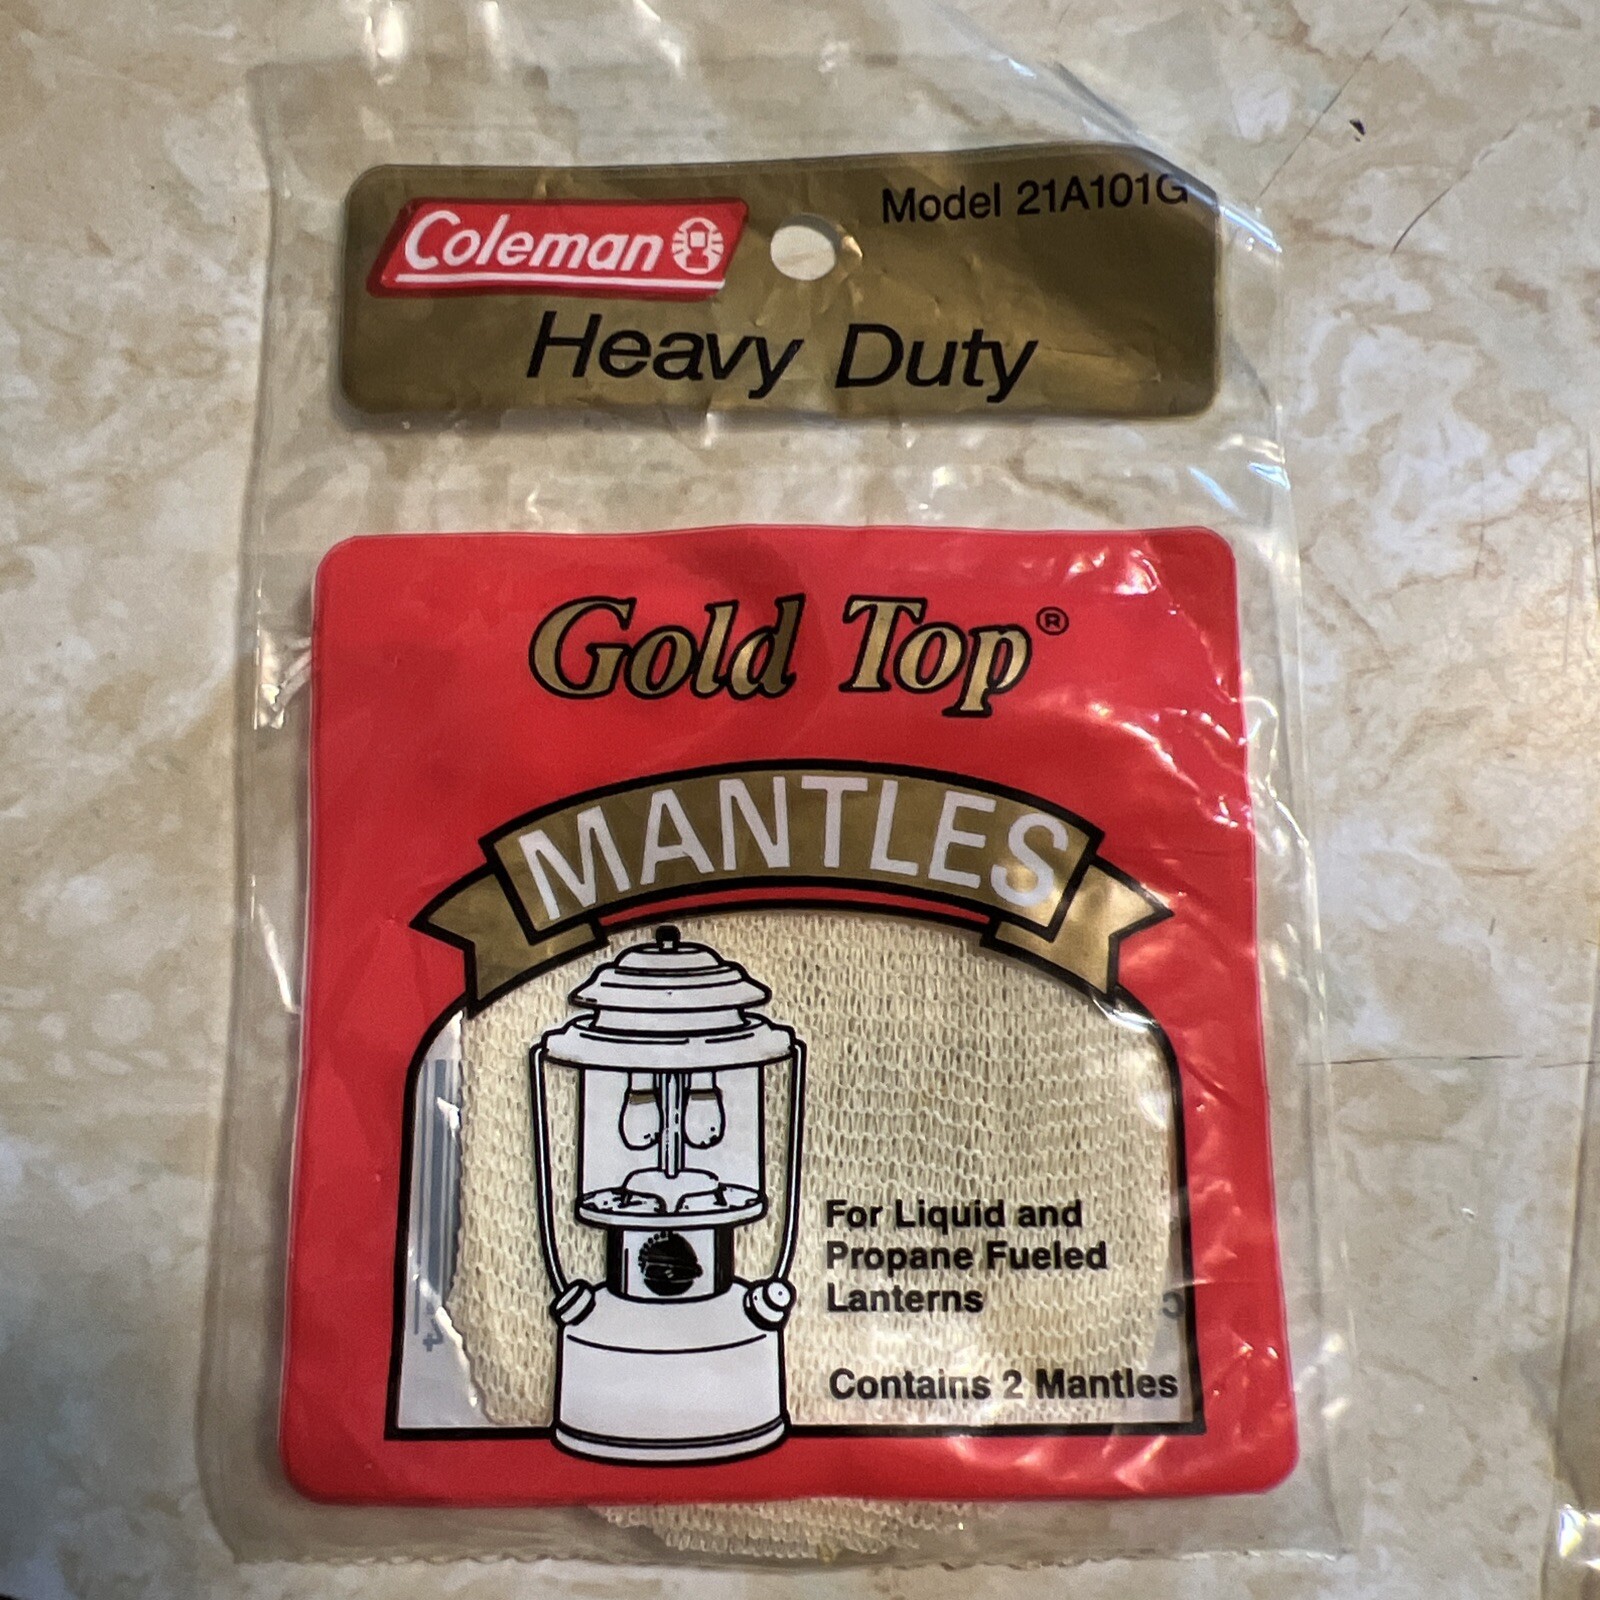 Coleman
Model 21A101G
Heavy Duty
Gold Top®
MANTLES
For Liquid and
Propane Fueled
Lanterns
Contains 2 Mantles